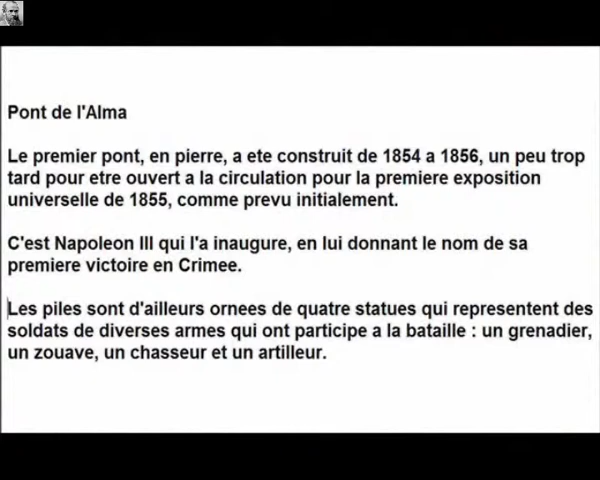 Pont de l'Alma
Le premier pont, en pierre, a ete construit de 1854 a 1856, un peu trop
tard pour etre ouvert a la circulation pour la premiere exposition
universelle de 1855, comme prevu initialement.
C'est Napoleon III qui l'a inaugure, en lui donnant le nom de sa
premiere victoire en Crimee.
Les piles sont d'ailleurs ornees de quatre statues qui representent des
soldats de diverses armes qui ont participe a la bataille : un grenadier,
un zouave, un chasseur et un artilleur.